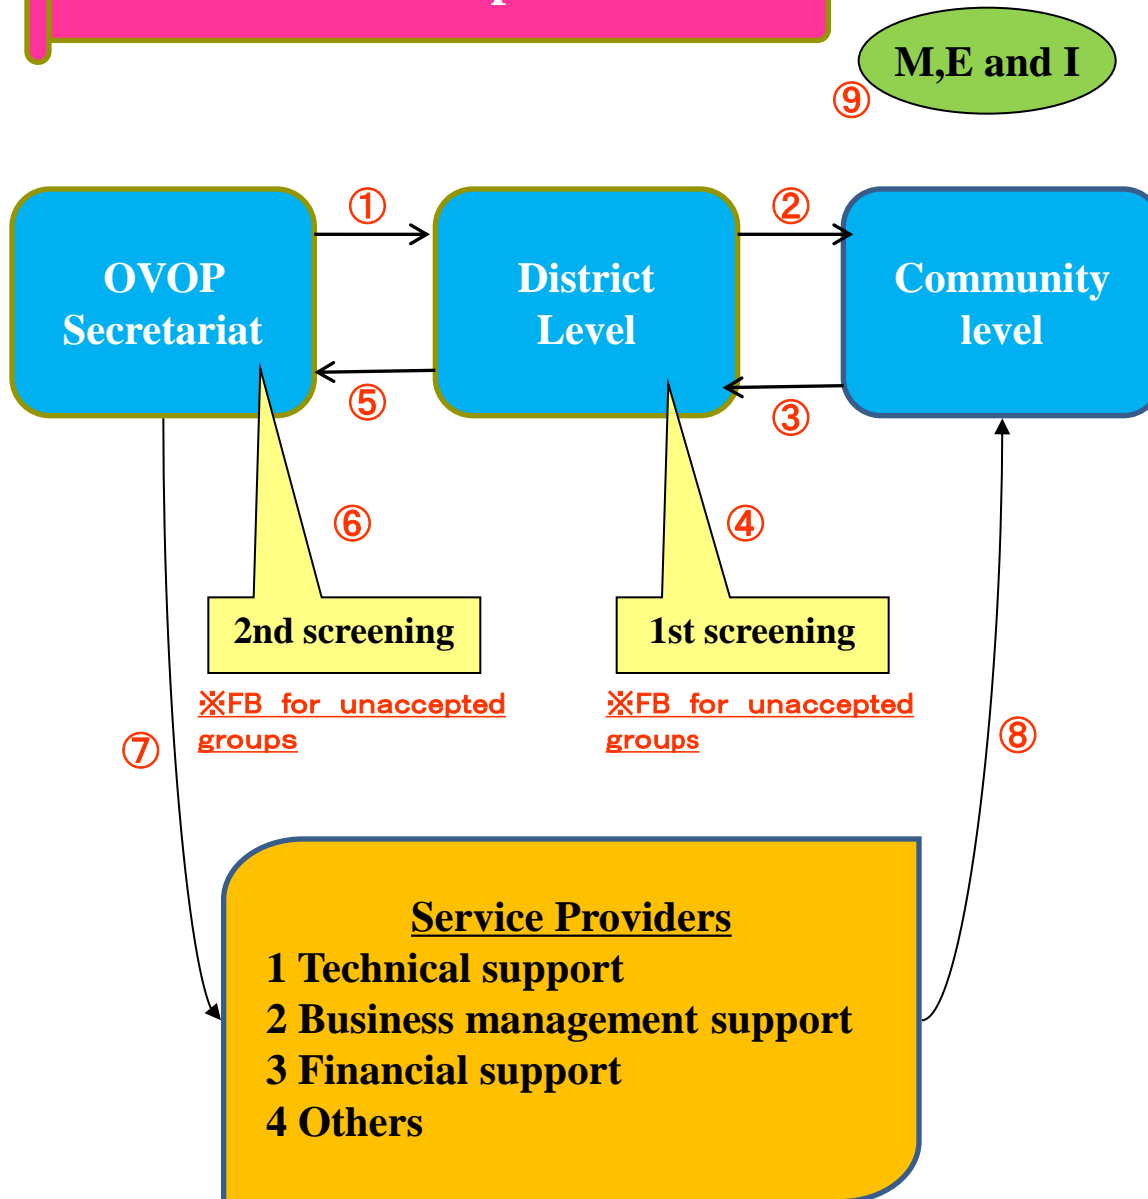 M,E and I
⑨
① ②
OVOP
Secretariat
District
Level
Community
level
⑤ ③
⑥ ④
2nd screening
1st screening
※FB for unaccepted
groups
※FB for unaccepted
groups
⑦ ⑧
Service Providers
1 Technical support
2 Business management support
3 Financial support
4 Others